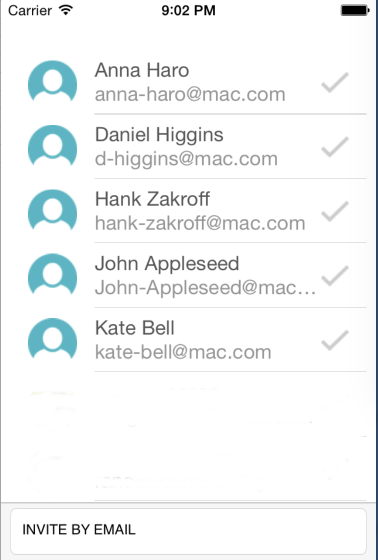 Carrier 9:02 PM
Anna Haro
anna-haro@mac.com
Daniel Higgins
d-higgins@mac.com
Hank Zakroff
hank-zakroff@mac.com
John Appleseed
John-Appleseed@mac...
Kate Bell
kate-bell@mac.com
INVITE BY EMAIL